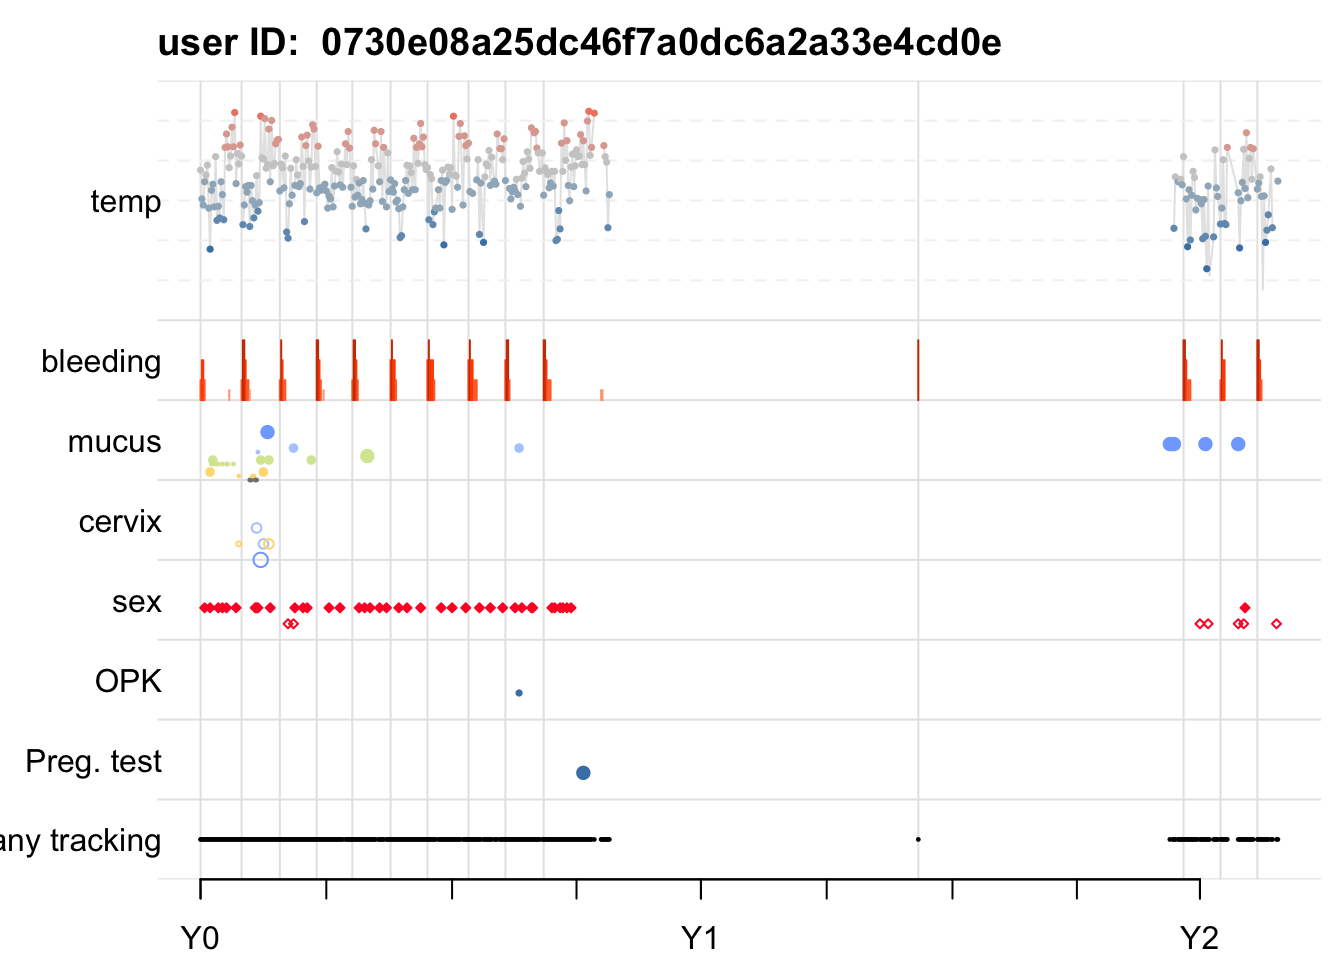 user ID:  0730e08a25dc46f7a0dc6a2a33e4cd0e
temp
bleeding
mucus
cervix
sex
OPK
Preg. test
any tracking
Y0 Y1 Y2